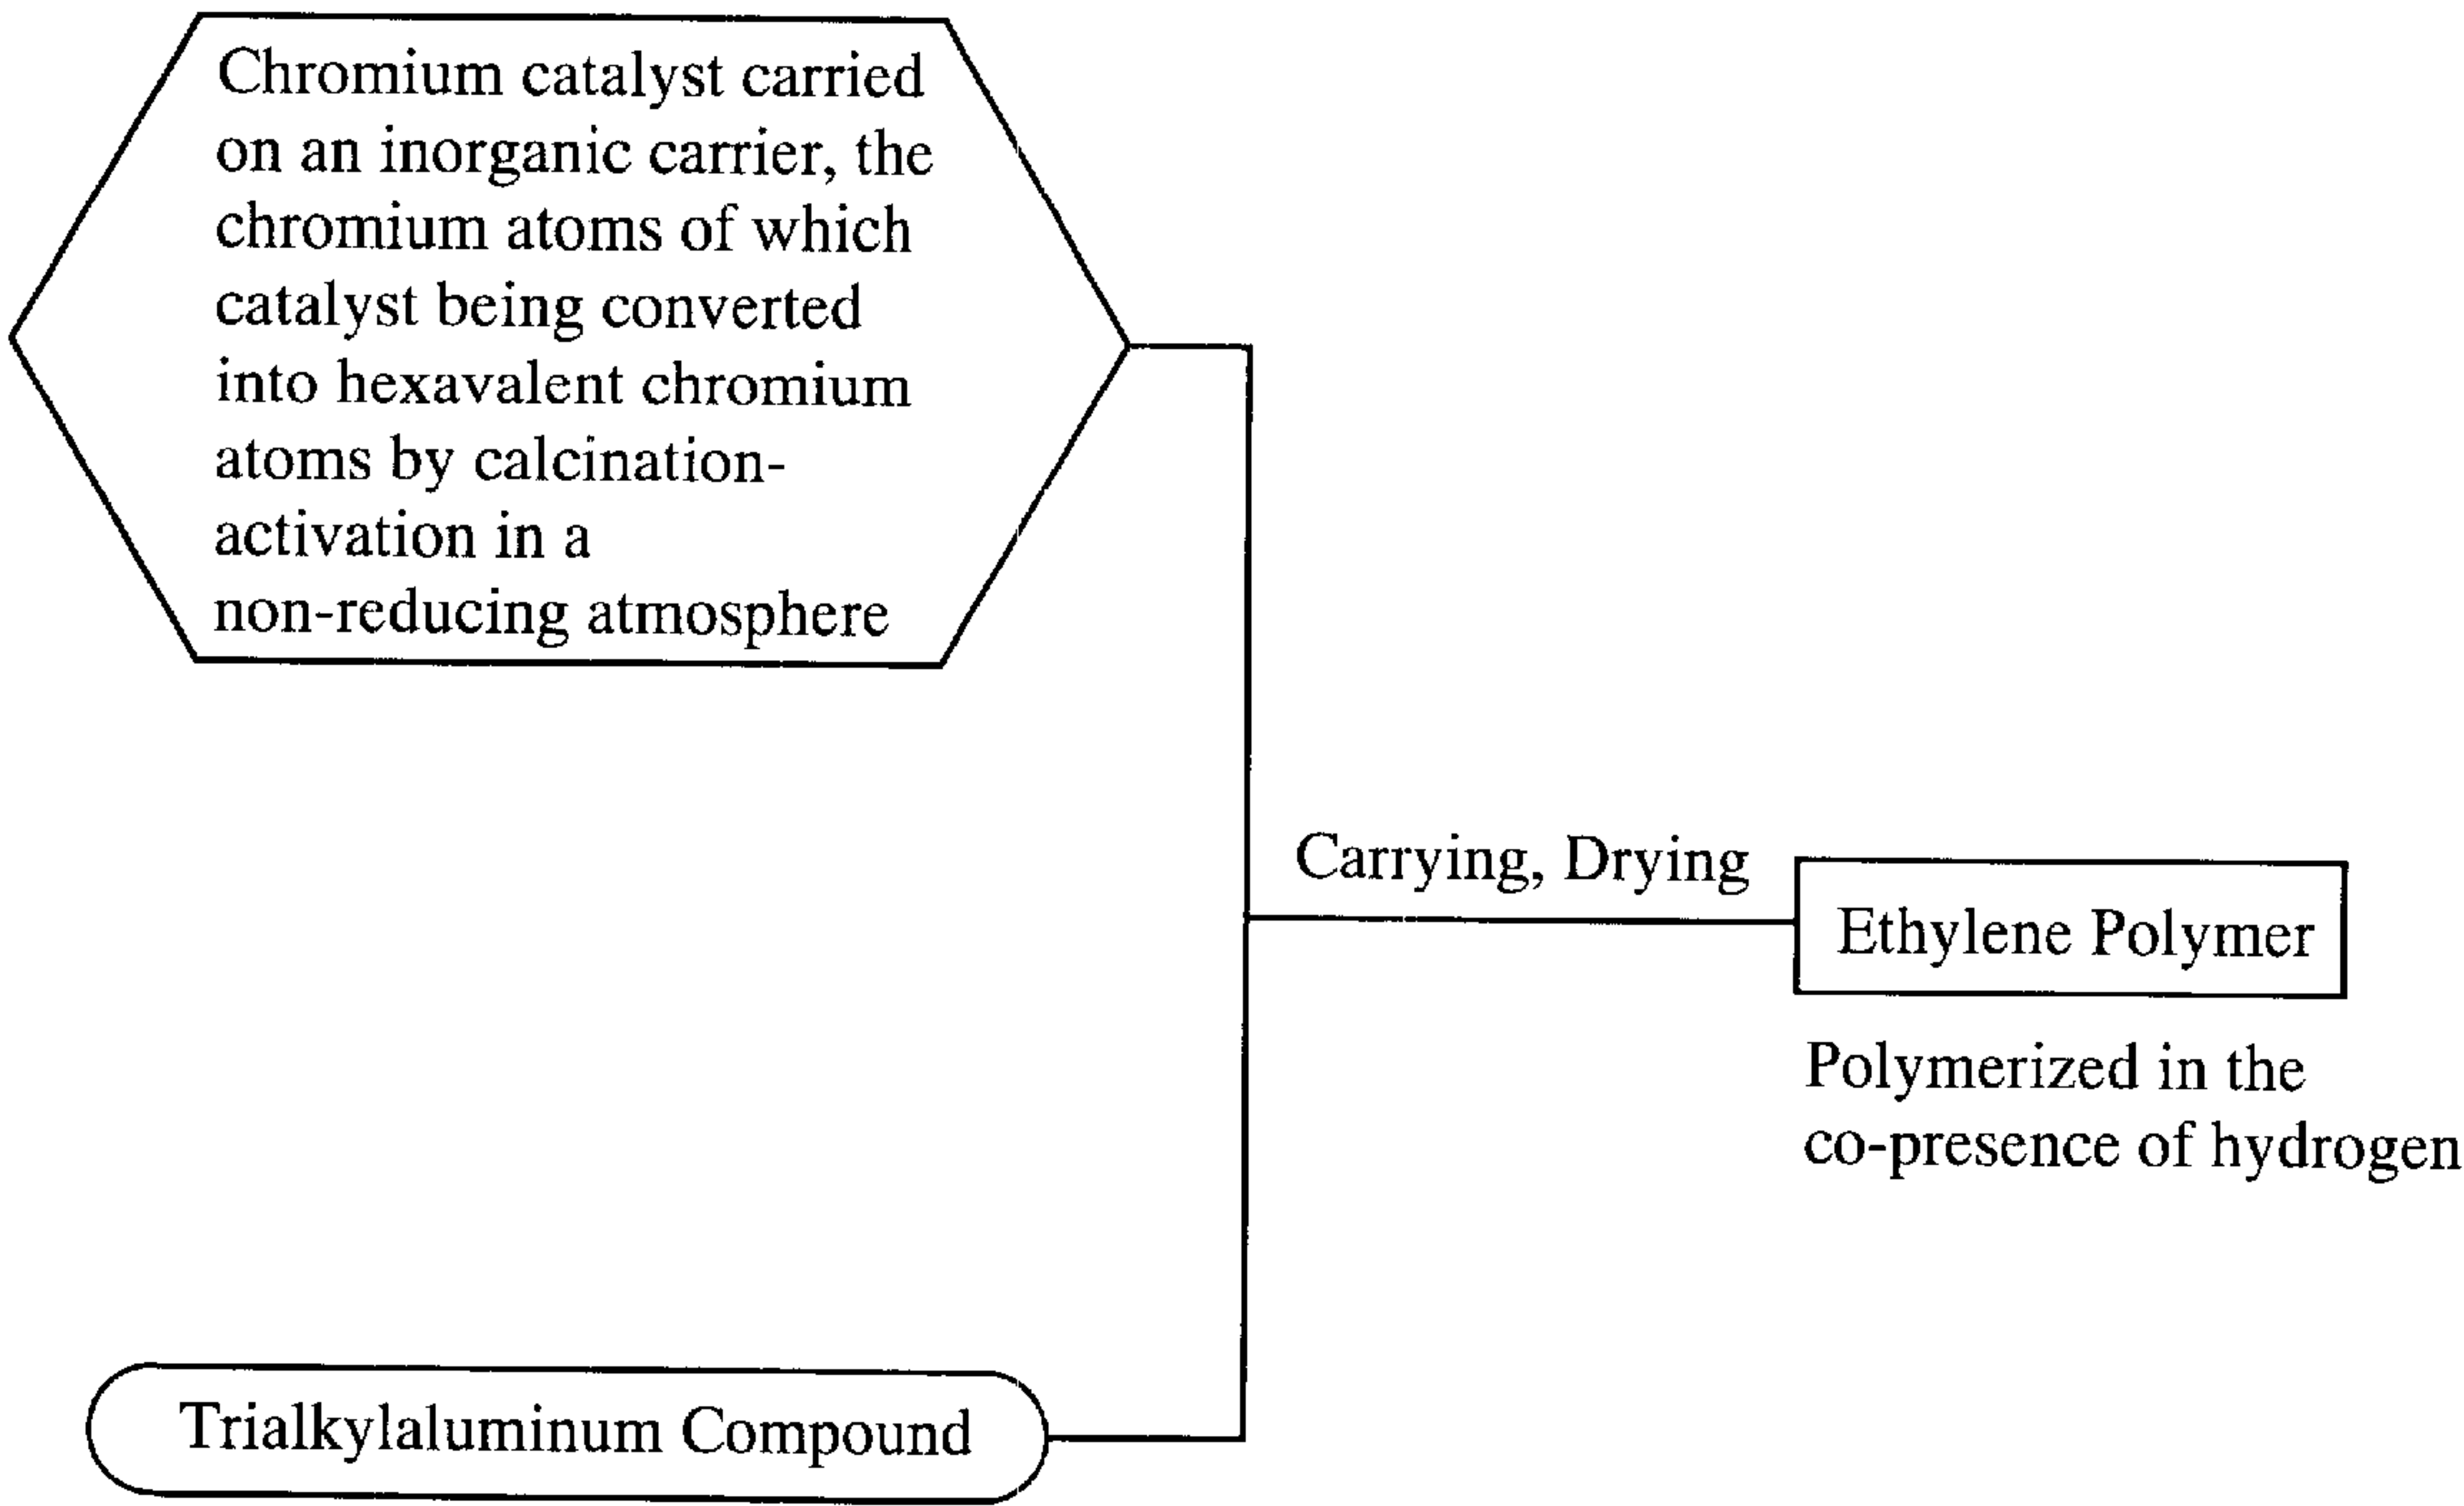 Chromium catalyst carried
on an inorganic carrier, the
chromium atoms of which
catalyst being converted
into hexavalent chromium
atoms by calcination-
activation in a
non-reducing atmosphere
Carrying, Drying
Ethylene Polymer
Polymerized in the
co-presence of hydrogen
Trialkylaluminum Compound